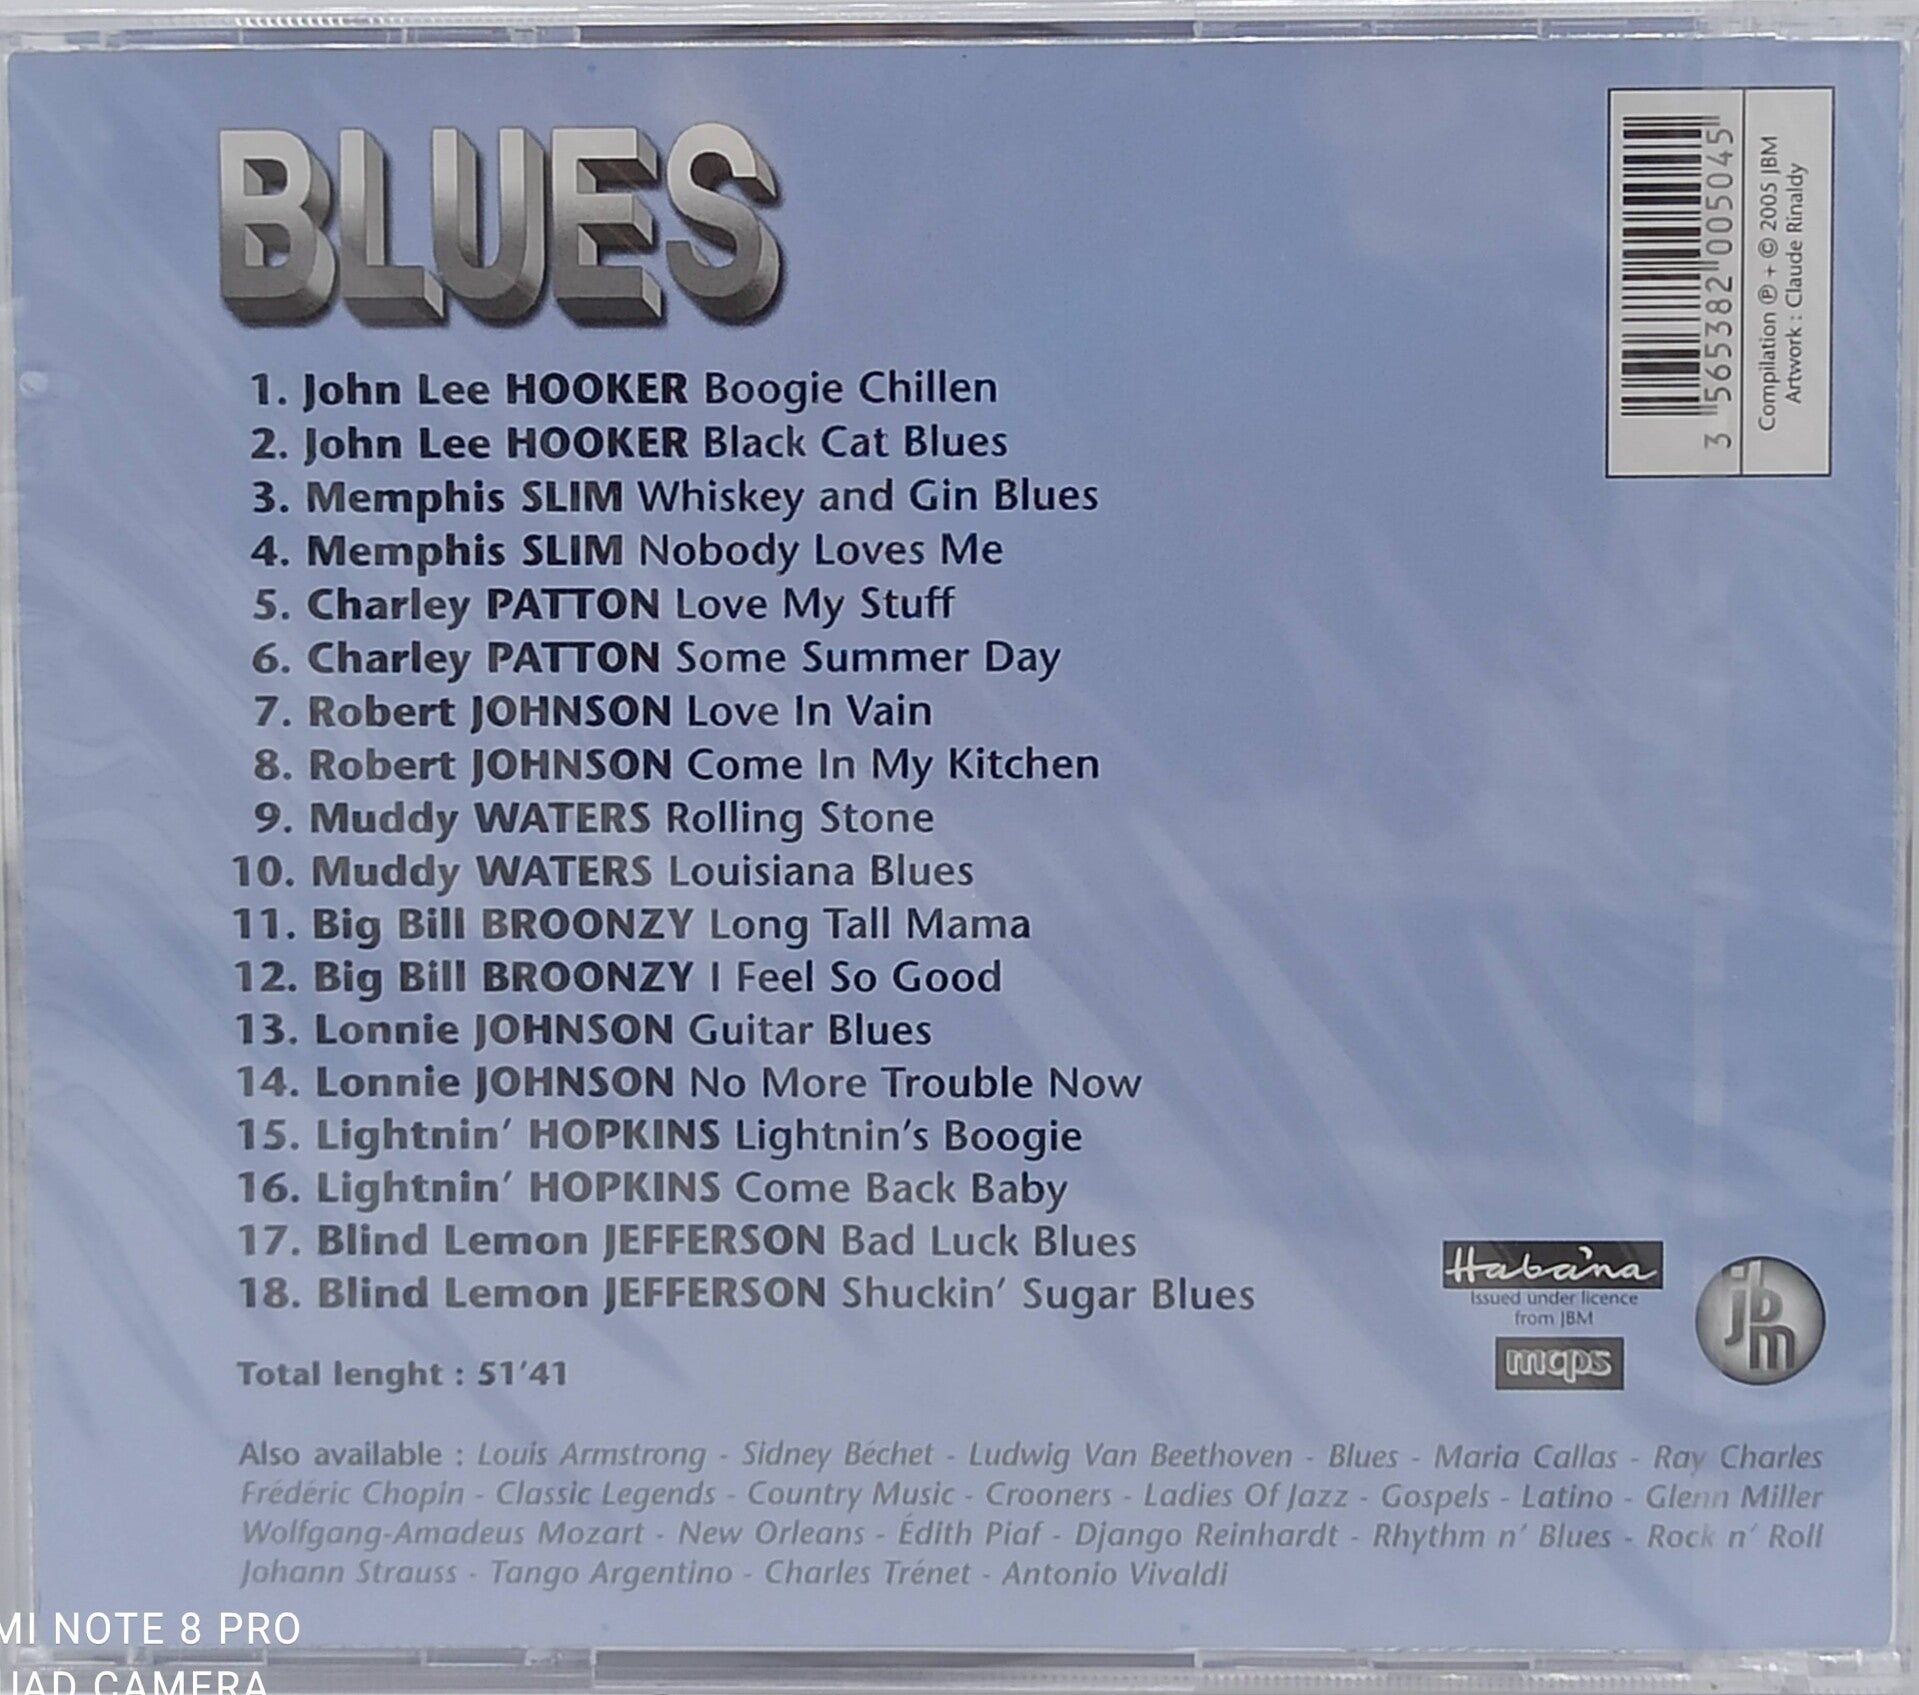 BLUES
1. John Lee HOOKER Boogie Chillen
2. John Lee HOOKER Black Cat Blues
3. Memphis SLIM Whiskey and Gin Blues
4. Memphis SLIM Nobody Loves Me
5. Charley PATTON Love My Stuff
6. Charley PATTON Some Summer Day
7. Robert JOHNSON Love In Vain
8. Robert JOHNSON Come In My Kitchen
9. Muddy WATERS Rolling Stone
10. Muddy WATERS Louisiana Blues
11. Big Bill BROONZY Long Tall Mama
12. Big Bill BROONZY I Feel So Good
13. Lonnie JOHNSON Guitar Blues
14. Lonnie JOHNSON No More Trouble Now
15. Lightnin' HOPKINS Lightnin's Boogie
16. Lightnin' HOPKINS Come Back Baby
17. Blind Lemon JEFFERSON Bad Luck Blues
18. Blind Lemon JEFFERSON Shuckin' Sugar Blues
Total lenght : 51'41
Also available : Louis Armstrong - Sidney Béchet - Ludwig Van Beethoven - Blues - Maria Callas - Ray Charles
Frédéric Chopin - Classic Legends - Country Music - Crooners - Ladies Of Jazz - Gospels - Latino - Glenn Miller
Wolfgang-Amadeus Mozart - New Orleans - Édith Piaf - Django Reinhardt - Rhythm n' Blues - Rock n' Roll
Johann Strauss - Tango Argentino - Charles Trénet - Antonio Vivaldi
3 565382 005045
Compilation ℗ + © 2005 JBM
Artwork : Claude Rinaldy
Haba'na
Issued under licence
from JBM
mcps
jbm
MI NOTE 8 PRO
UAD CAMERA